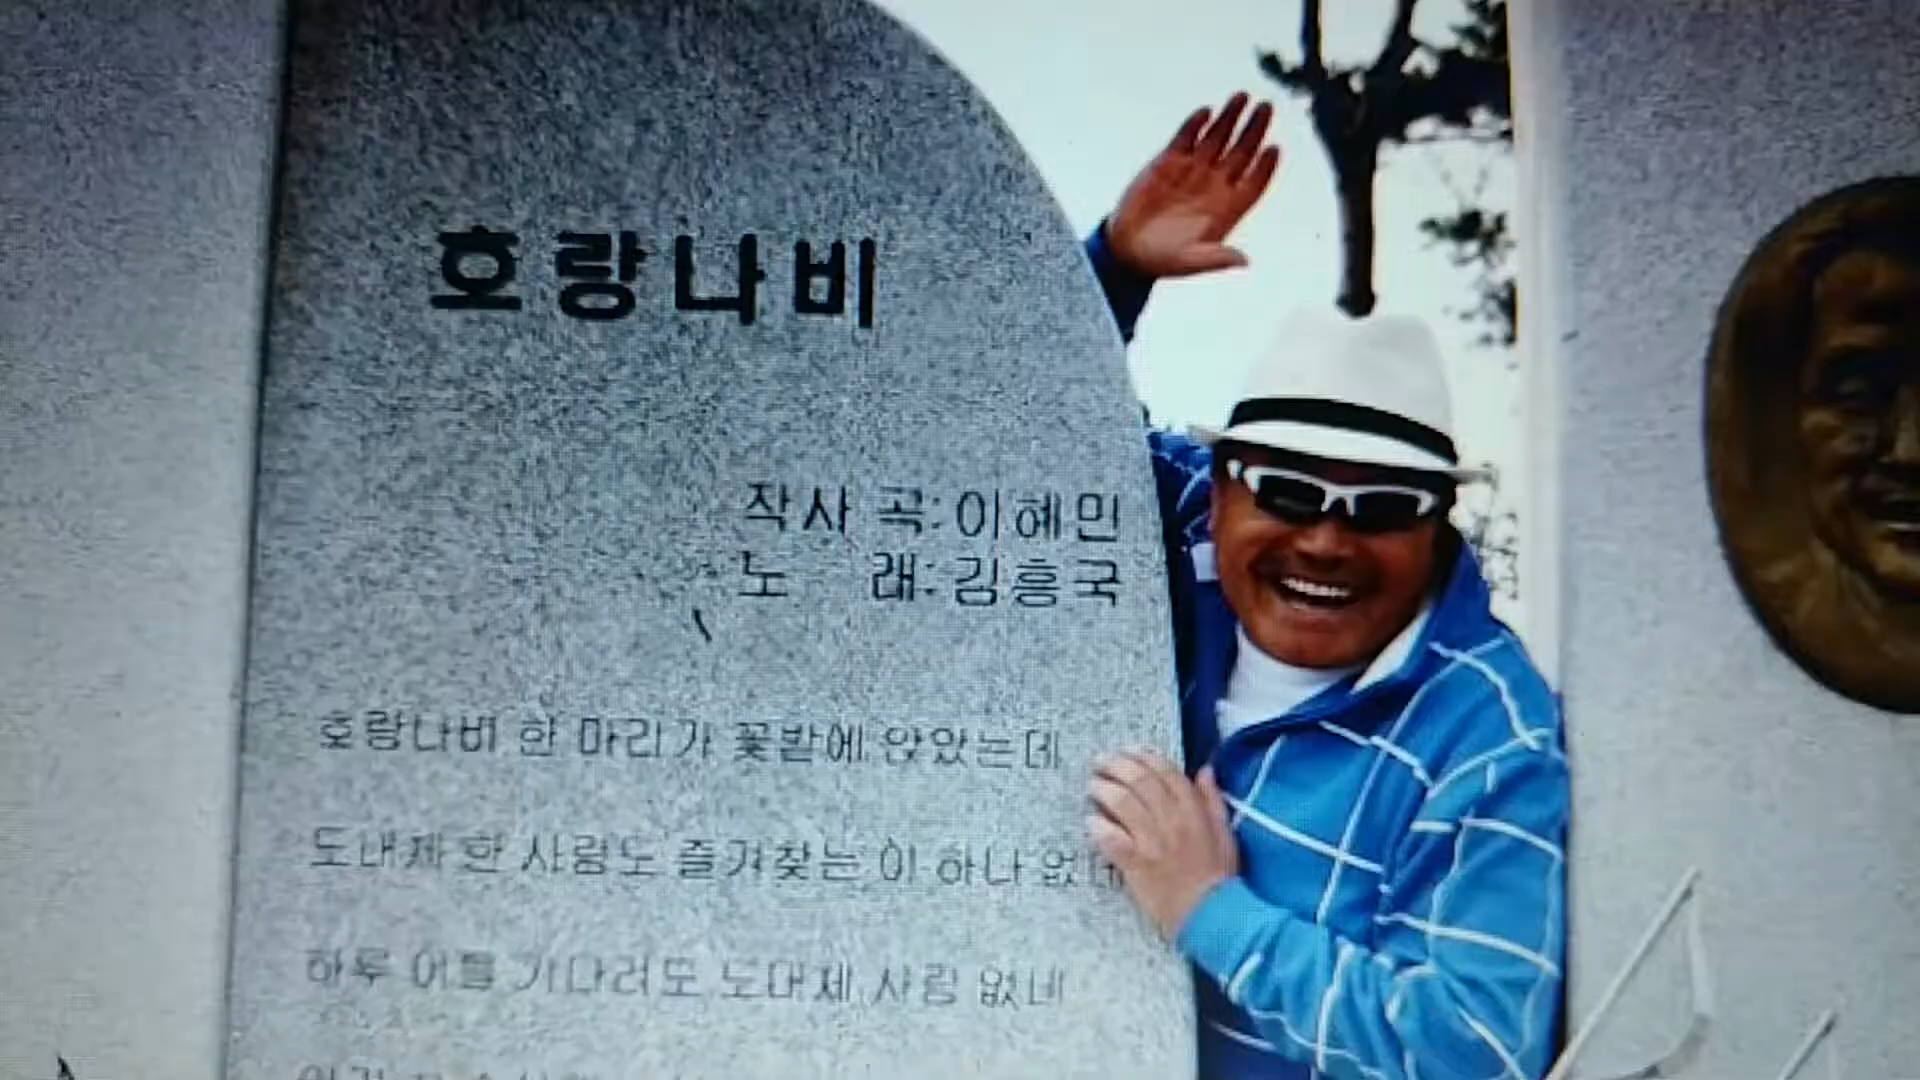 호랑나비
작사 곡: 이혜민
노 래: 김흥국
호랑나비 한 마리가 꽃밭에 앉았는데
도대체 한 사람도 즐겨찾는 이 하나 없네
하루 이틀 기다려도 도대체 사람 없네